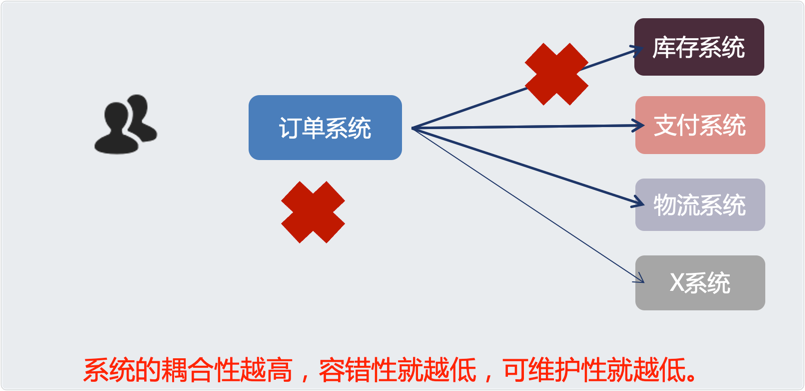 库存系统
订单系统
支付系统
物流系统
X系统
系统的耦合性越高，容错性就越低，可维护性就越低。